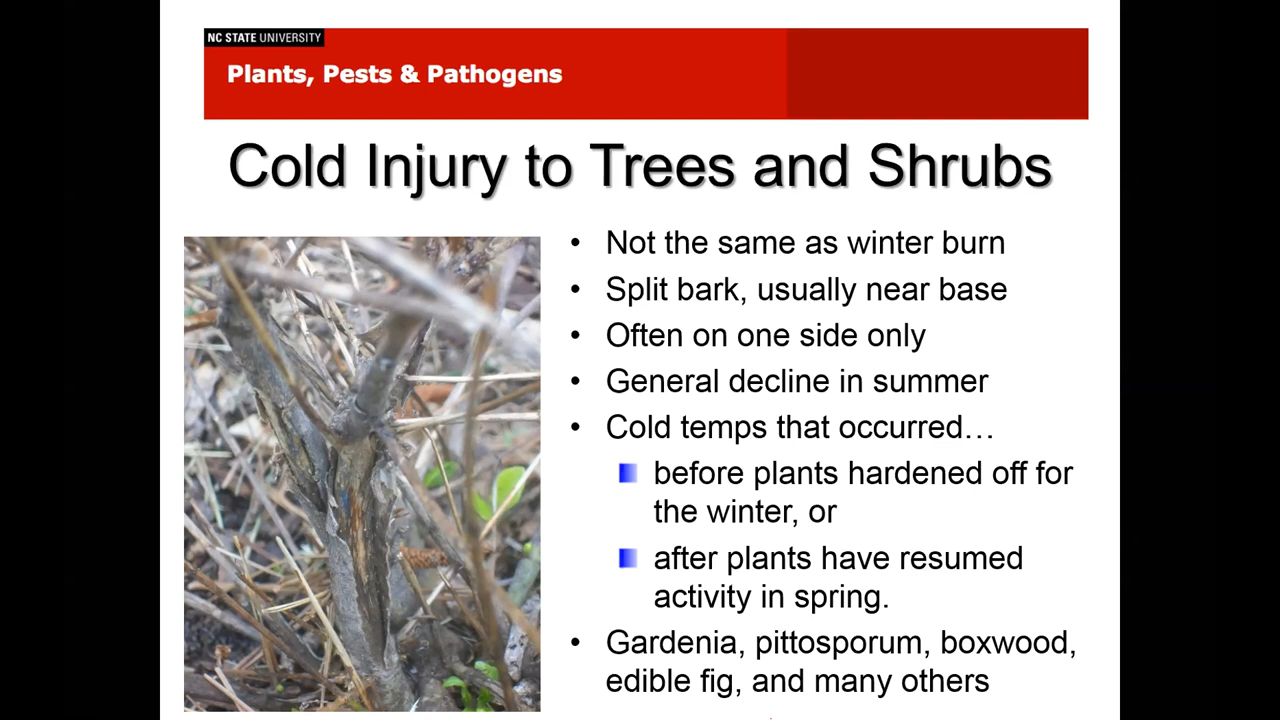 NC STATE UNIVERSITY
Plants, Pests & Pathogens
Cold Injury to Trees and Shrubs
• Not the same as winter burn
• Split bark, usually near base
• Often on one side only
• General decline in summer
• Cold temps that occurred…
before plants hardened off for
the winter, or
after plants have resumed
activity in spring.
• Gardenia, pittosporum, boxwood,
edible fig, and many others